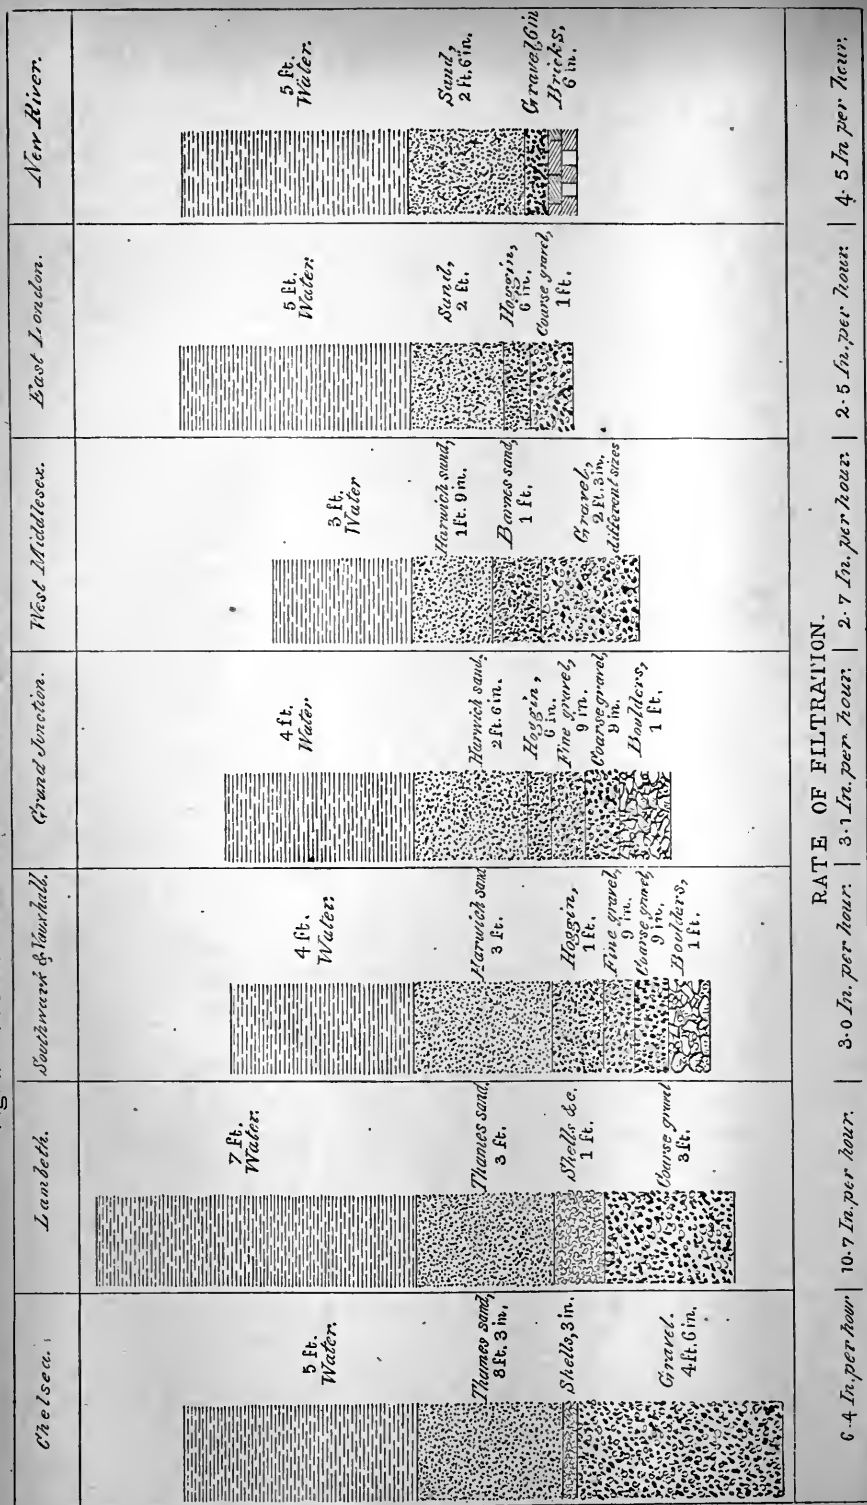 Chelsea.
5 ft.
Water.
Thames sand,
3 ft. 3 in.
Shells, 3 in.
Gravel.
4 ft. 6 in.
Lambeth.
7 ft.
Water.
Thames sand.
3 ft.
Shells &c.
1 ft.
Coarse gravel
3 ft.
Southwark & Vauxhall.
4 ft.
Water.
Harwich sand
3 ft.
Hoggin,
1 ft.
Fine gravel,
9 in.
Coarse gravel,
9 in.
Boulders,
1 ft.
Grand Junction.
4 ft.
Water
Harwich sand,
2 ft. 6 in.
Hoggin,
6 in.
Fine gravel,
9 in.
Coarse gravel,
9 in.
Boulders,
1 ft.
West Middlesex.
3 ft.
Water
Harwich sand,
1 ft. 9 in.
Barnes sand,
1 ft.
Gravel,
2 ft. 3 in.
different sizes
East London.
5 ft.
Water.
Sand,
2 ft.
Hoggin,
6 in.
Coarse gravel,
1 ft.
New River.
5 ft.
Water.
Sand,
2 ft. 6 in.
Gravel, 6 in
Bricks,
6 in.
RATE OF FILTRATION.
6·4 In. per hour
10·7 In. per hour.
3·0 In. per hour.
3·1 In. per hour.
2·7 In. per hour.
2·5 In. per hour.
4·5 In per hour.